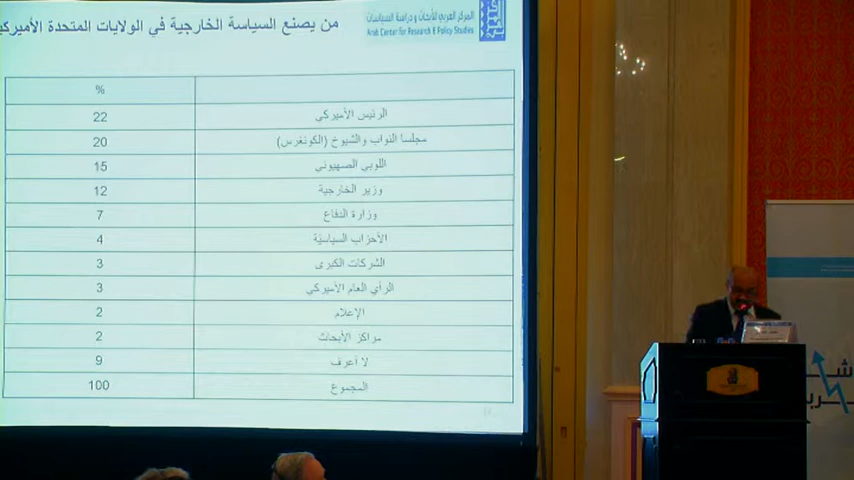 من يصنع السياسة الخارجية في الولايات المتحدة الأميركية
المركز العربي للأبحاث ودراسة السياسات
Arab Center for Research & Policy Studies
%
الرئيس الأميركي 22
مجلسا النواب والشيوخ (الكونغرس) 20
اللوبي الصهيوني 15
وزير الخارجية 12
وزارة الدفاع 7
الأحزاب السياسية 4
الشركات الكبرى 3
الرأي العام الأميركي 3
الإعلام 2
مراكز الأبحاث 2
لا أعرف 9
المجموع 100